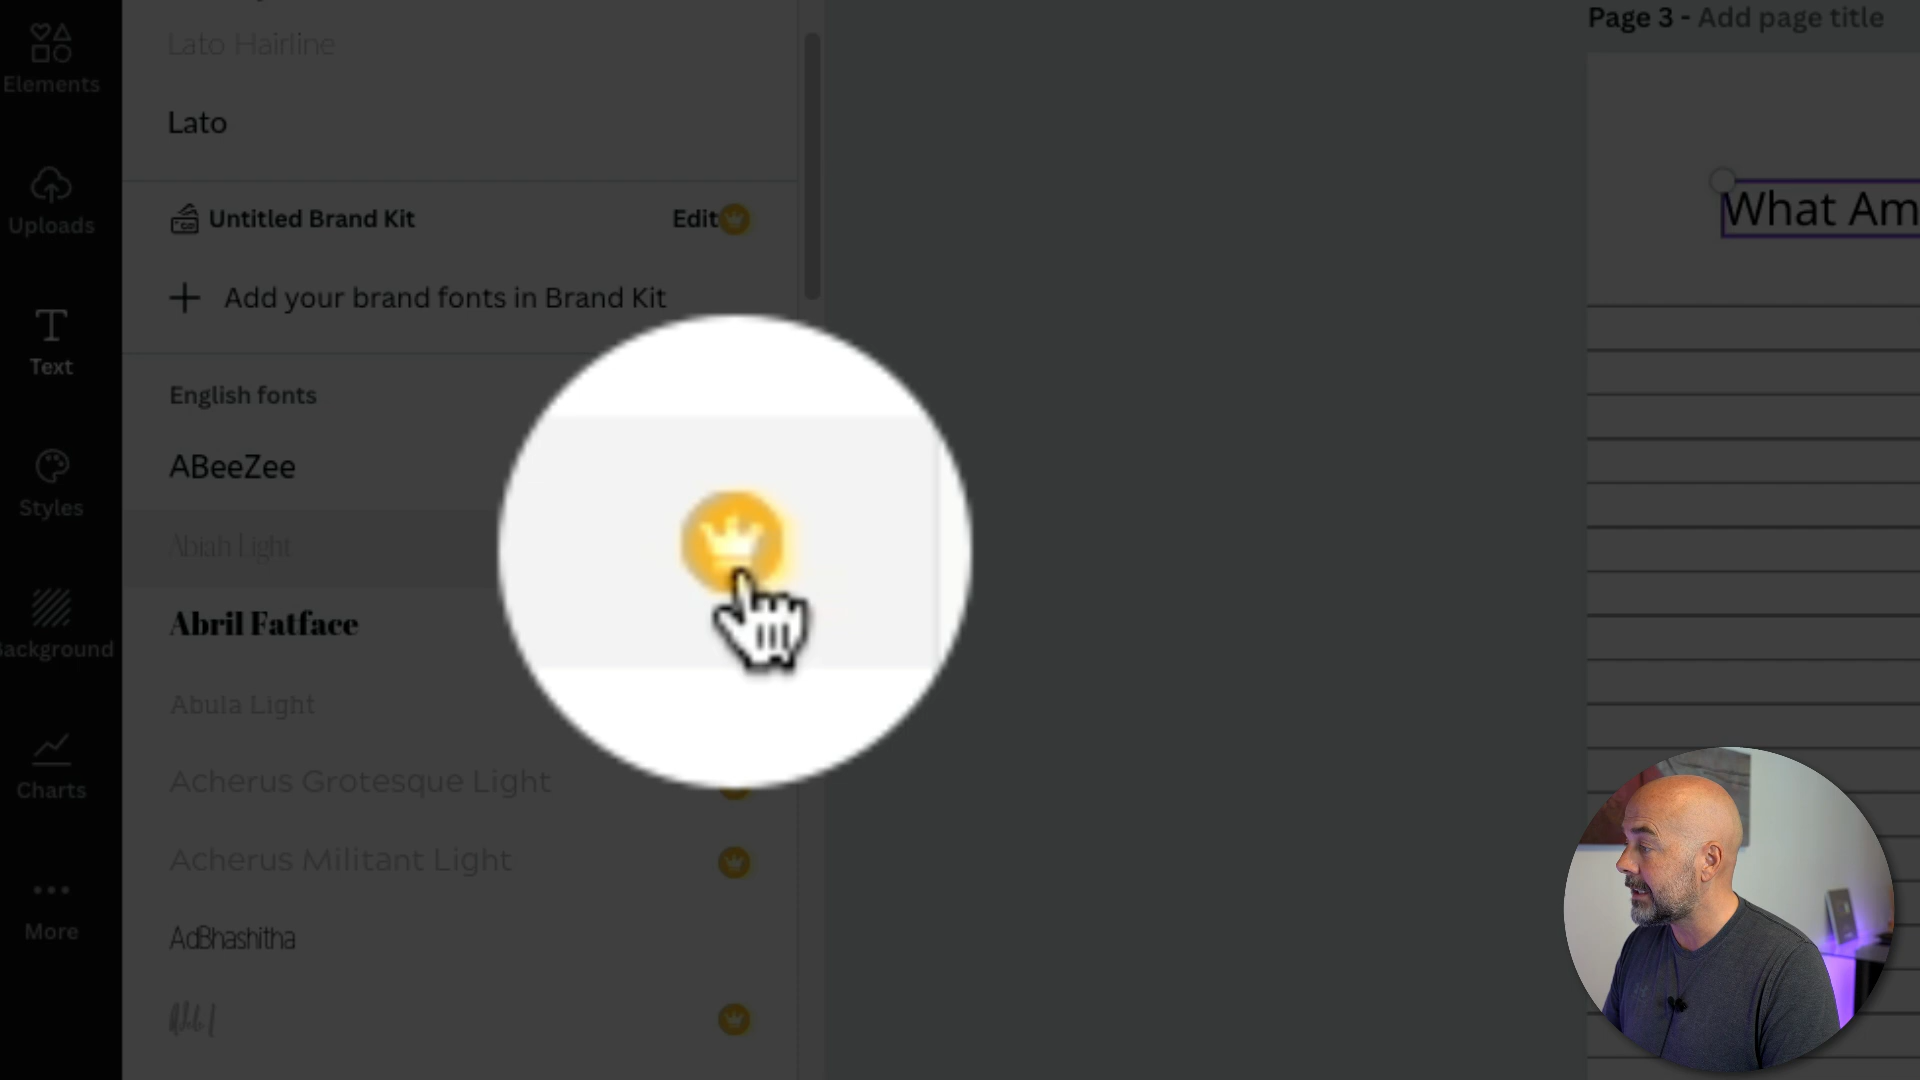 Elements
Uploads
Text
Styles
Background
Charts
More
Lato Hairline
Lato
Untitled Brand Kit
Edit
Add your brand fonts in Brand Kit
English fonts
ABeeZee
Abiah Light
Abril Fatface
Abula Light
Acherus Grotesque Light
Acherus Militant Light
AdBhashitha
Page 3 - Add page title
What Am